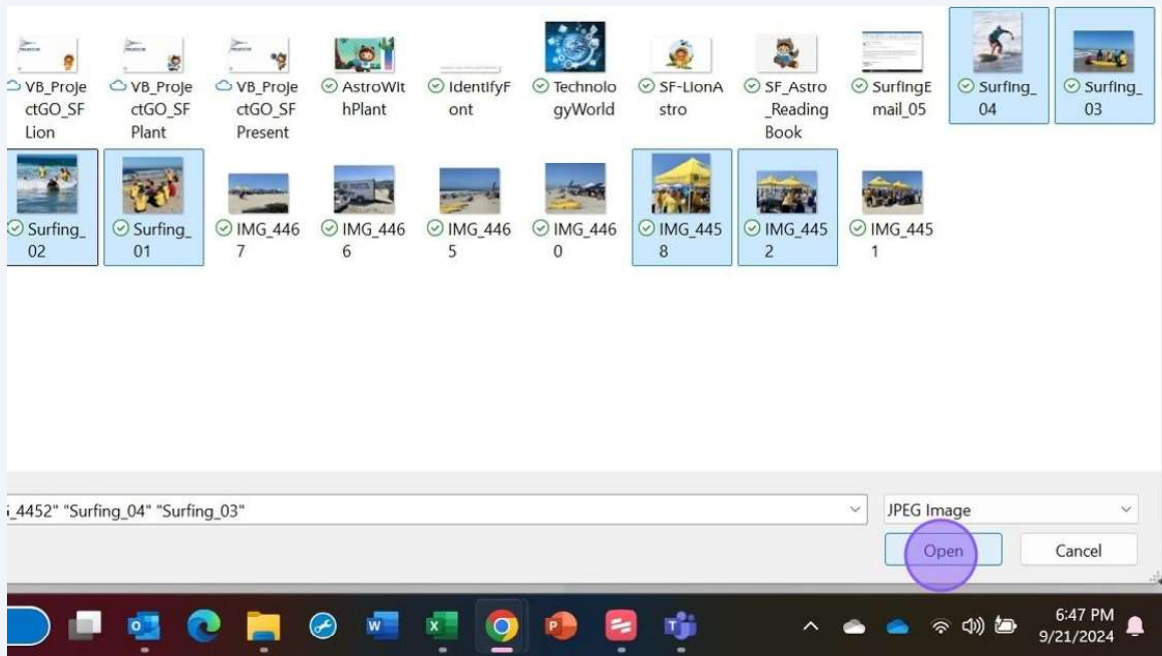 VB_Proje
ctGO_SF
Lion
VB_Proje
ctGO_SF
Plant
VB_Proje
ctGO_SF
Present
AstroWit
hPlant
IdentifyF
ont
Technolo
gyWorld
SF-LionA
stro
SF_Astro
_Reading
Book
SurfingE
mail_05
Surfing_
04
Surfing_
03
Surfing_
02
Surfing_
01
IMG_446
7
IMG_446
6
IMG_446
5
IMG_446
0
IMG_445
8
IMG_445
2
IMG_445
1
_4452" "Surfing_04" "Surfing_03"
JPEG Image
Open
Cancel
6:47 PM
9/21/2024